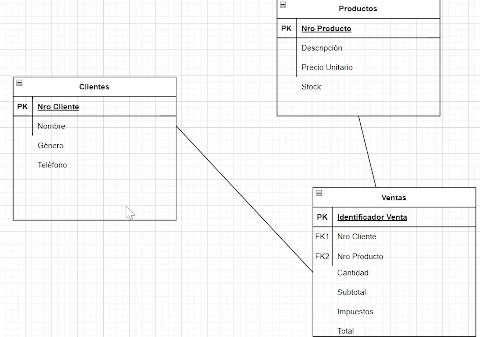 Productos
PK Nro Producto
Descripción
Precio Unitario
Stock
Clientes
PK Nro Cliente
Nombre
Género
Teléfono
Ventas
PK Identificador Venta
FK1 Nro Cliente
FK2 Nro Producto
Cantidad
Subtotal
Impuestos
Total